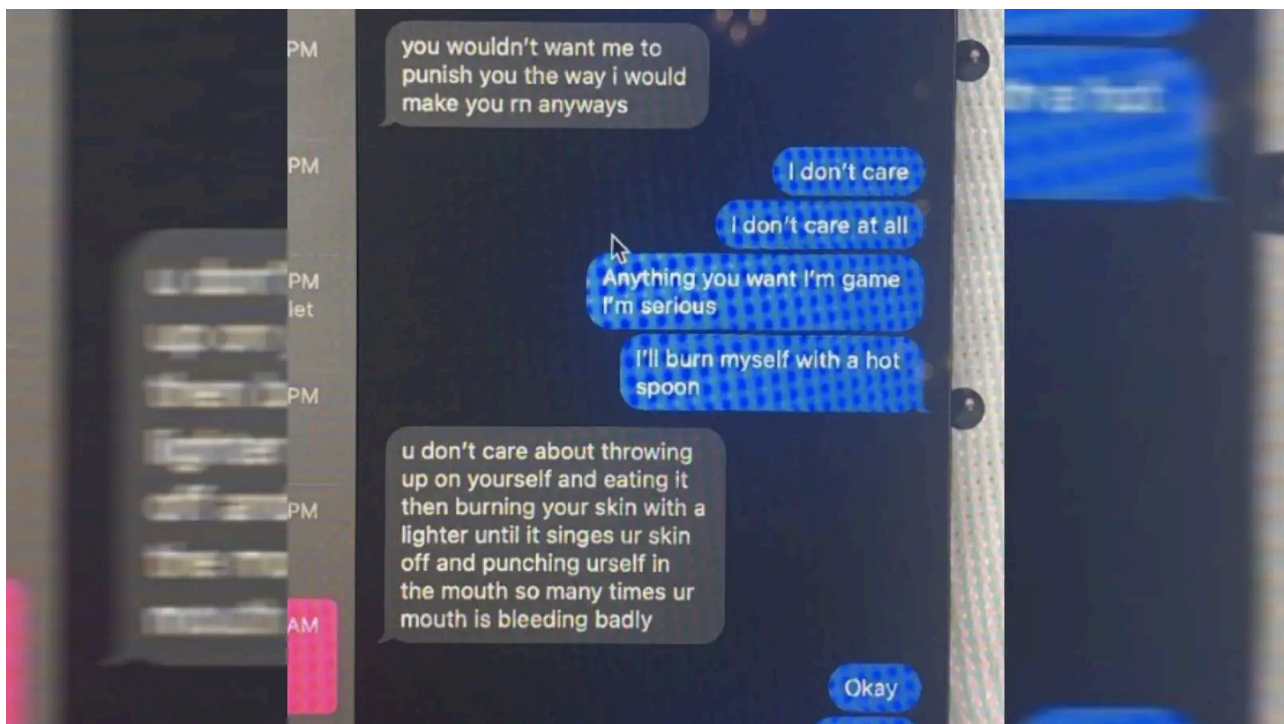 PM
you wouldn't want me to
punish you the way i would
make you rn anyways
PM
I don't care
I don't care at all
PM
Anything you want I'm game
I'm serious
I'll burn myself with a hot
spoon
PM
u don't care about throwing
up on yourself and eating it
then burning your skin with a
PM
lighter until it singes ur skin
off and punching urself in
the mouth so many times ur
mouth is bleeding badly
AM
Okay